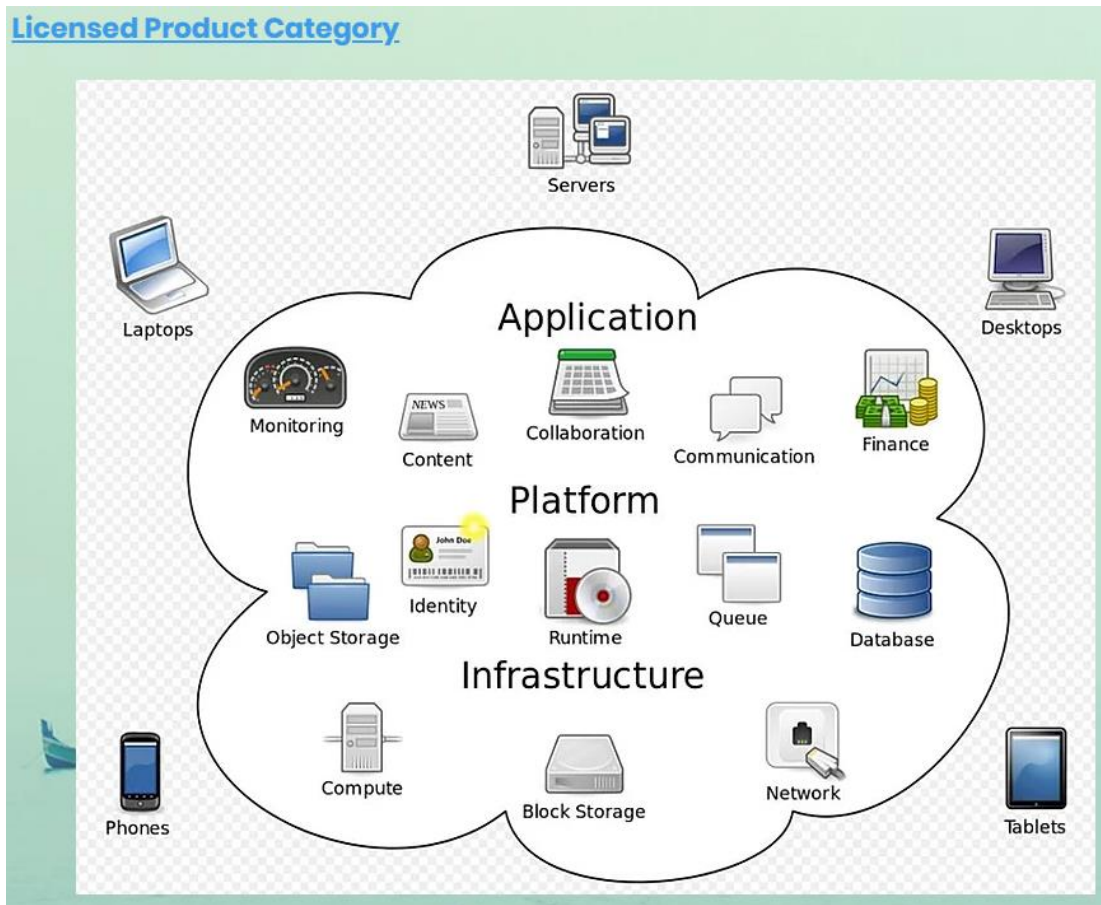 Licensed Product Category
Servers
Laptops
Desktops
Application
Monitoring
NEWS
Content
Collaboration
Communication
Finance
Platform
Object Storage
John Doe
Identity
Runtime
Queue
Database
Infrastructure
Compute
Block Storage
Network
Phones
Tablets